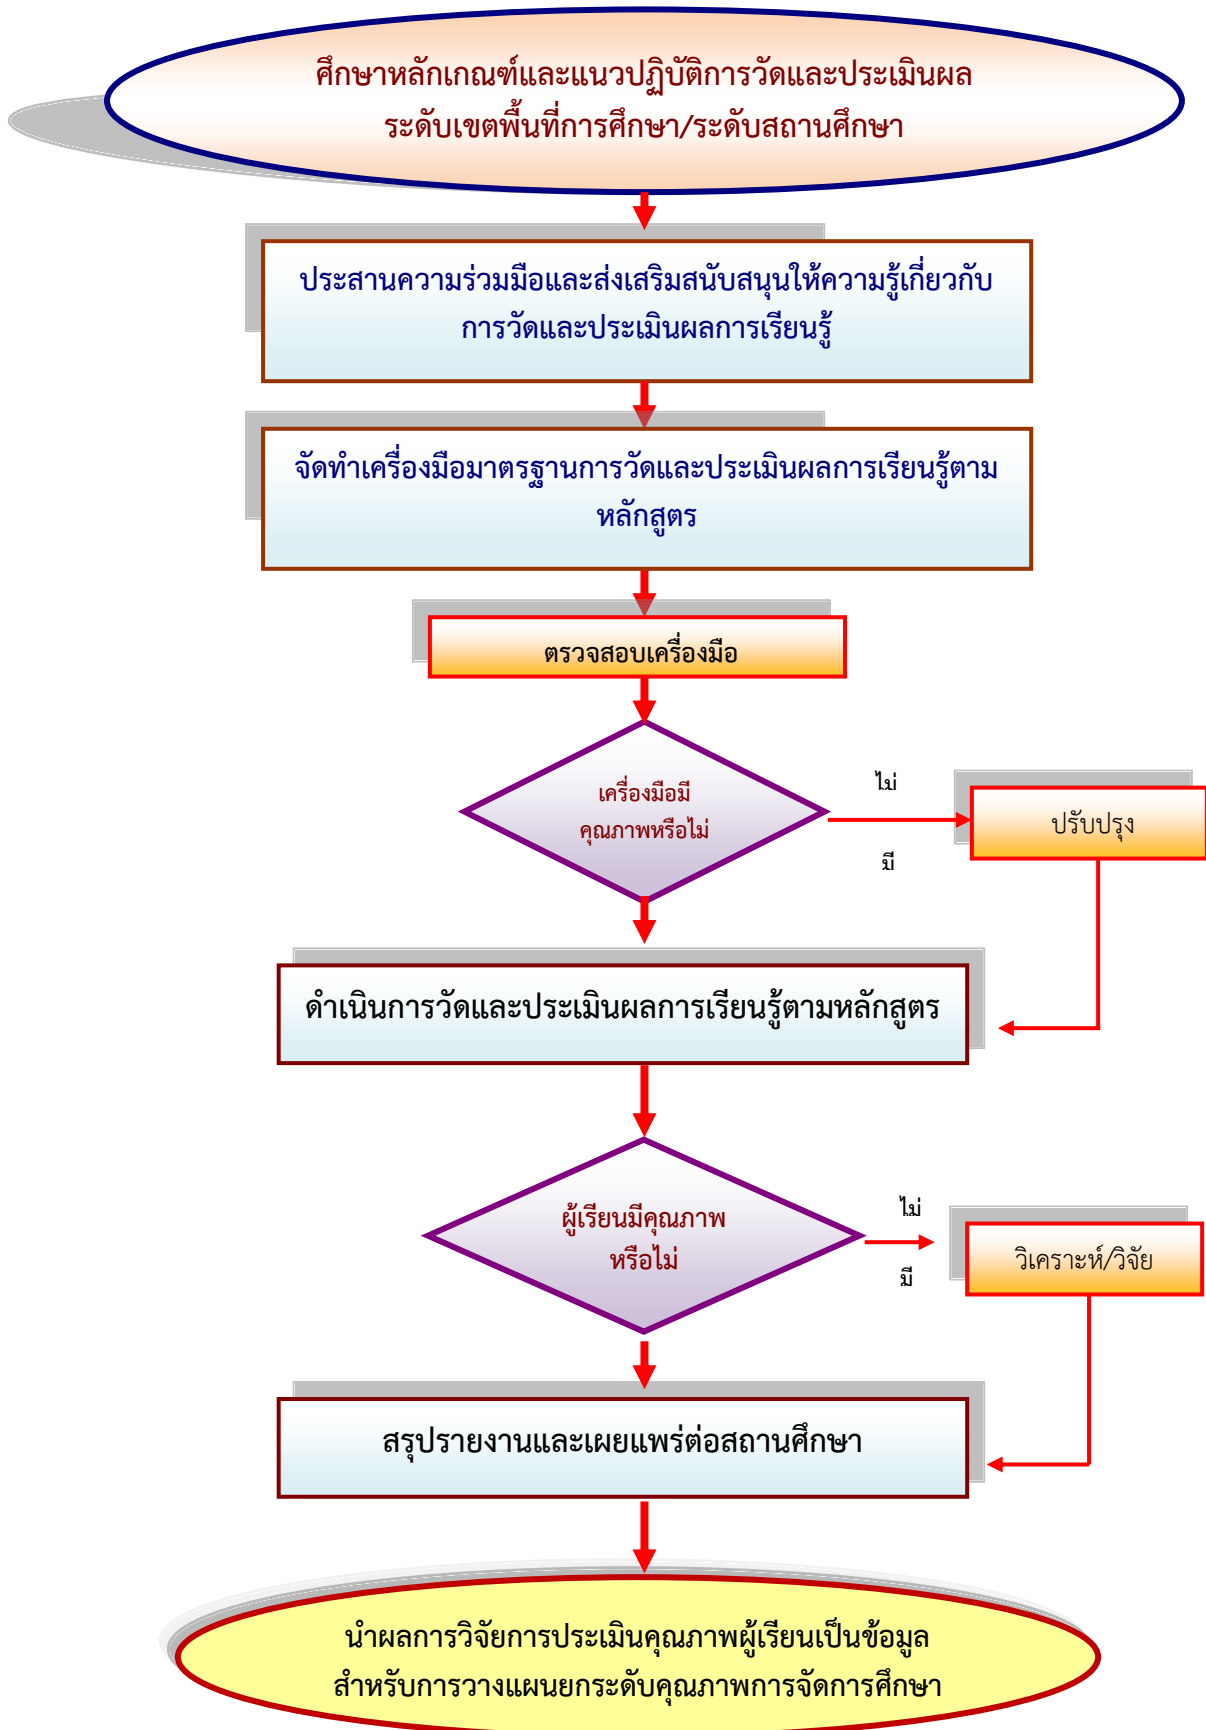 ศึกษาหลักเกณฑ์และแนวปฏิบัติการวัดและประเมินผล
ระดับเขตพื้นที่การศึกษา/ระดับสถานศึกษา
ประสานความร่วมมือและส่งเสริมสนับสนุนให้ความรู้เกี่ยวกับ
การวัดและประเมินผลการเรียนรู้
จัดทำเครื่องมือมาตรฐานการวัดและประเมินผลการเรียนรู้ตาม
หลักสูตร
ตรวจสอบเครื่องมือ
เครื่องมือมี
คุณภาพหรือไม่
ไม่
มี
ปรับปรุง
ดำเนินการวัดและประเมินผลการเรียนรู้ตามหลักสูตร
ผู้เรียนมีคุณภาพ
หรือไม่
ไม่
มี
วิเคราะห์/วิจัย
สรุปรายงานและเผยแพร่ต่อสถานศึกษา
นำผลการวิจัยการประเมินคุณภาพผู้เรียนเป็นข้อมูล
สำหรับการวางแผนยกระดับคุณภาพการจัดการศึกษา